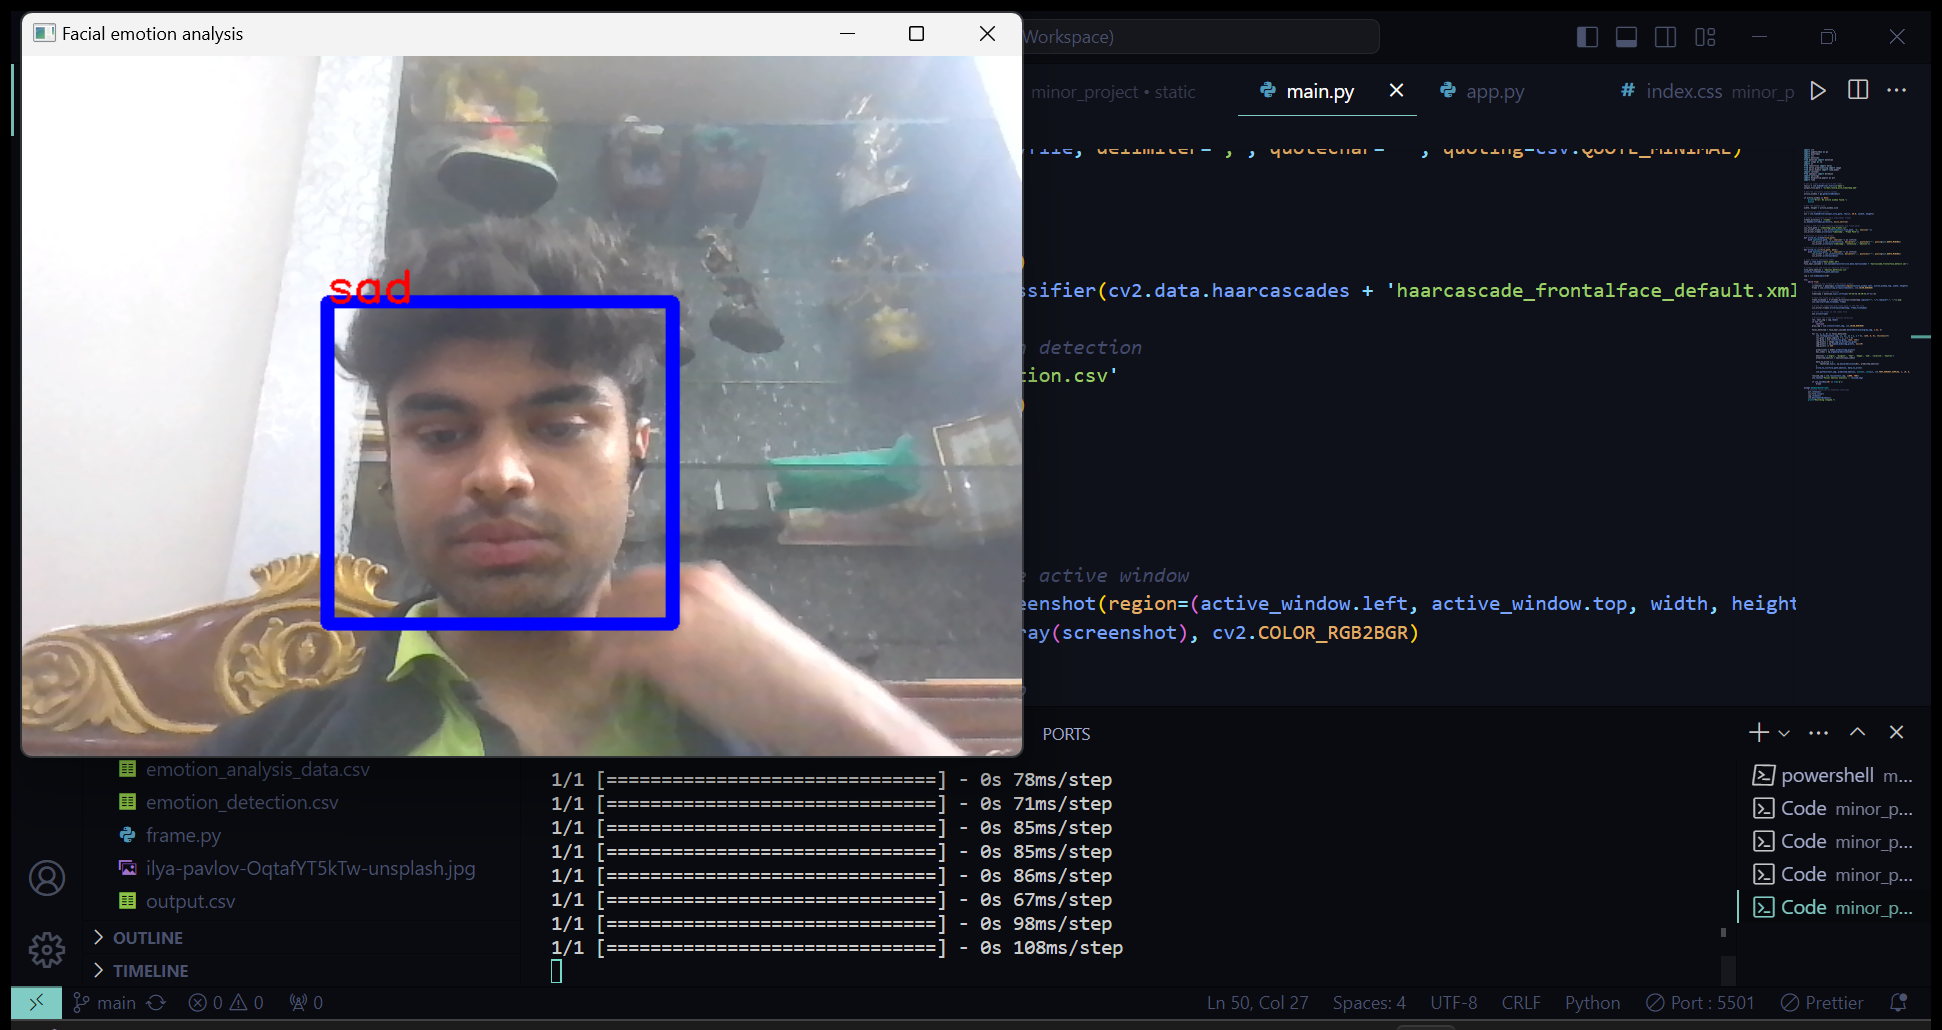 Facial emotion analysis
sad
Workspace)
minor_project • static
main.py
app.py
index.css minor_p
quoting=csv.QUOTE_MINIMAL)
ssifier(cv2.data.haarcascades + 'haarcascade_frontalface_default.xml
detection
tion.csv'
)
active window
enshot(region=(active_window.left, active_window.top, width, height
ray(screenshot), cv2.COLOR_RGB2BGR)
PORTS
emotion_analysis_data.csv
emotion_detection.csv
frame.py
ilya-pavlov-OqtafYT5kTw-unsplash.jpg
output.csv
OUTLINE
TIMELINE
1/1 [==============================] - 0s 78ms/step
1/1 [==============================] - 0s 71ms/step
1/1 [==============================] - 0s 85ms/step
1/1 [==============================] - 0s 85ms/step
1/1 [==============================] - 0s 86ms/step
1/1 [==============================] - 0s 67ms/step
1/1 [==============================] - 0s 98ms/step
1/1 [==============================] - 0s 108ms/step
powershell m...
Code minor_p...
Code minor_p...
Code minor_p...
Code minor_p...
main 0 0 0
Ln 50, Col 27 Spaces: 4 UTF-8 CRLF Python Port : 5501 Prettier